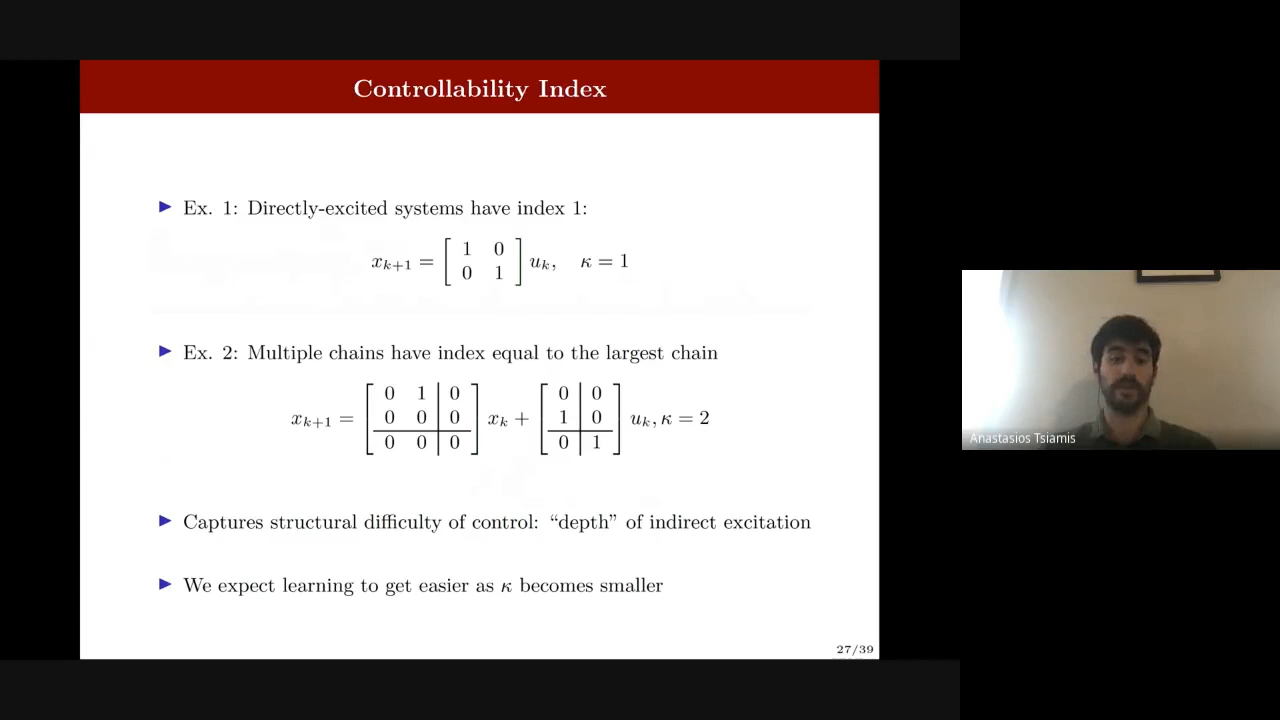 Controllability Index
▶ Ex. 1: Directly-excited systems have index 1:
x_{k+1} = [ 1 0 ; 0 1 ] u_k, κ = 1
▶ Ex. 2: Multiple chains have index equal to the largest chain
x_{k+1} = [ 0 1 | 0 ; 0 0 | 0 ; 0 0 | 0 ] x_k + [ 0 | 0 ; 1 | 0 ; 0 | 1 ] u_k, κ = 2
▶ Captures structural difficulty of control: “depth” of indirect excitation
▶ We expect learning to get easier as κ becomes smaller
27/39
Anastasios Tsiamis